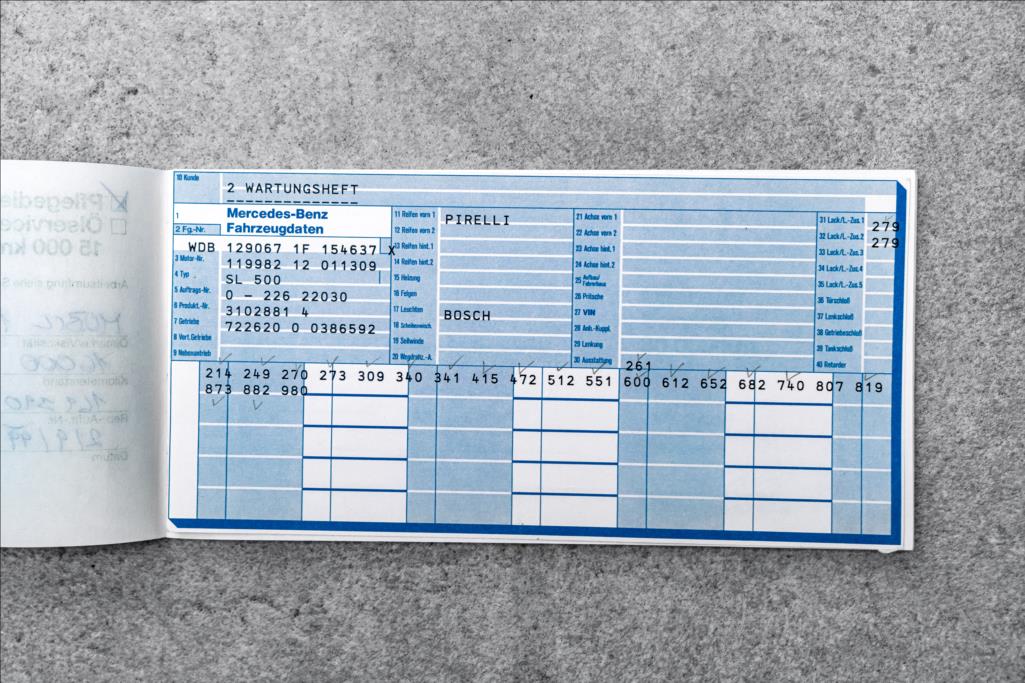 10 Kunde
2 WARTUNGSHEFT
1
Mercedes-Benz
Fahrzeugdaten
2 Fg.-Nr.
WDB 129067 1F 154637 X
3 Motor-Nr.
119982 12 011309
4 Typ
SL 500
5 Auftrags-Nr.
0 - 226 22030
6 Produkt.-Nr.
3102881 4
7 Getriebe
722620 0 0386592
8 Vert.Getriebe
9 Nebenantrieb
11 Reifen vorn 1
PIRELLI
12 Reifen vorn 2
13 Reifen hint.1
14 Reifen hint.2
15 Heizung
16 Felgen
17 Leuchten
BOSCH
18 Scheibenwisch.
19 Seilwinde
20 Wegdrotz.-A.
21 Achse vorn 1
22 Achse vorn 2
23 Achse hint.1
24 Achse hint.2
25 Aufbau/
Fahrerhaus
26 Pritsche
27 VIN
28 Anh.-Kuppl.
29 Lenkung
30 Ausstattung
261
31 Lack/L.-Zus.1
279
32 Lack/L.-Zus.2
279
33 Lack/L.-Zus.3
34 Lack/L.-Zus.4
35 Lack/L.-Zus.5
36 Türschloß
37 Lenkschloß
38 Getriebeschloß
39 Tankschloß
40 Retarder
214 249 270 273 309 340 341 415 472 512 551 600 612 652 682 740 807 819
873 882 980